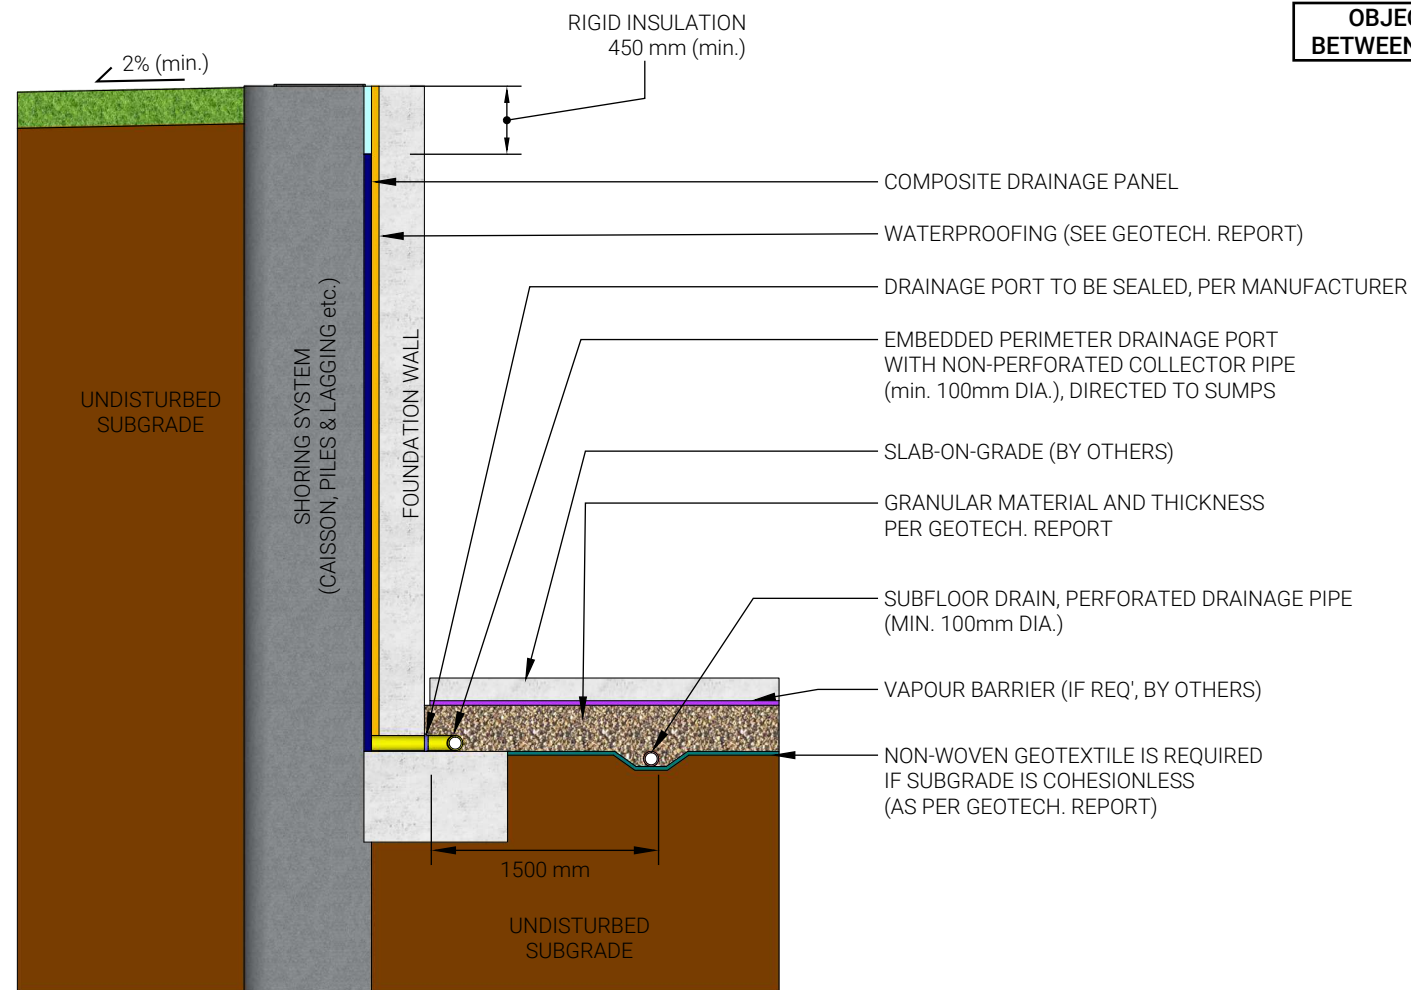 RIGID INSULATION
450 mm (min.)
OBJEC
BETWEEN
2% (min.)
COMPOSITE DRAINAGE PANEL
WATERPROOFING (SEE GEOTECH. REPORT)
DRAINAGE PORT TO BE SEALED, PER MANUFACTURER
EMBEDDED PERIMETER DRAINAGE PORT
WITH NON-PERFORATED COLLECTOR PIPE
(min. 100mm DIA.), DIRECTED TO SUMPS
UNDISTURBED
SUBGRADE
SHORING SYSTEM
(CAISSON, PILES & LAGGING etc.)
FOUNDATION WALL
SLAB-ON-GRADE (BY OTHERS)
GRANULAR MATERIAL AND THICKNESS
PER GEOTECH. REPORT
SUBFLOOR DRAIN, PERFORATED DRAINAGE PIPE
(MIN. 100mm DIA.)
VAPOUR BARRIER (IF REQ', BY OTHERS)
NON-WOVEN GEOTEXTILE IS REQUIRED
IF SUBGRADE IS COHESIONLESS
(AS PER GEOTECH. REPORT)
1500 mm
UNDISTURBED
SUBGRADE